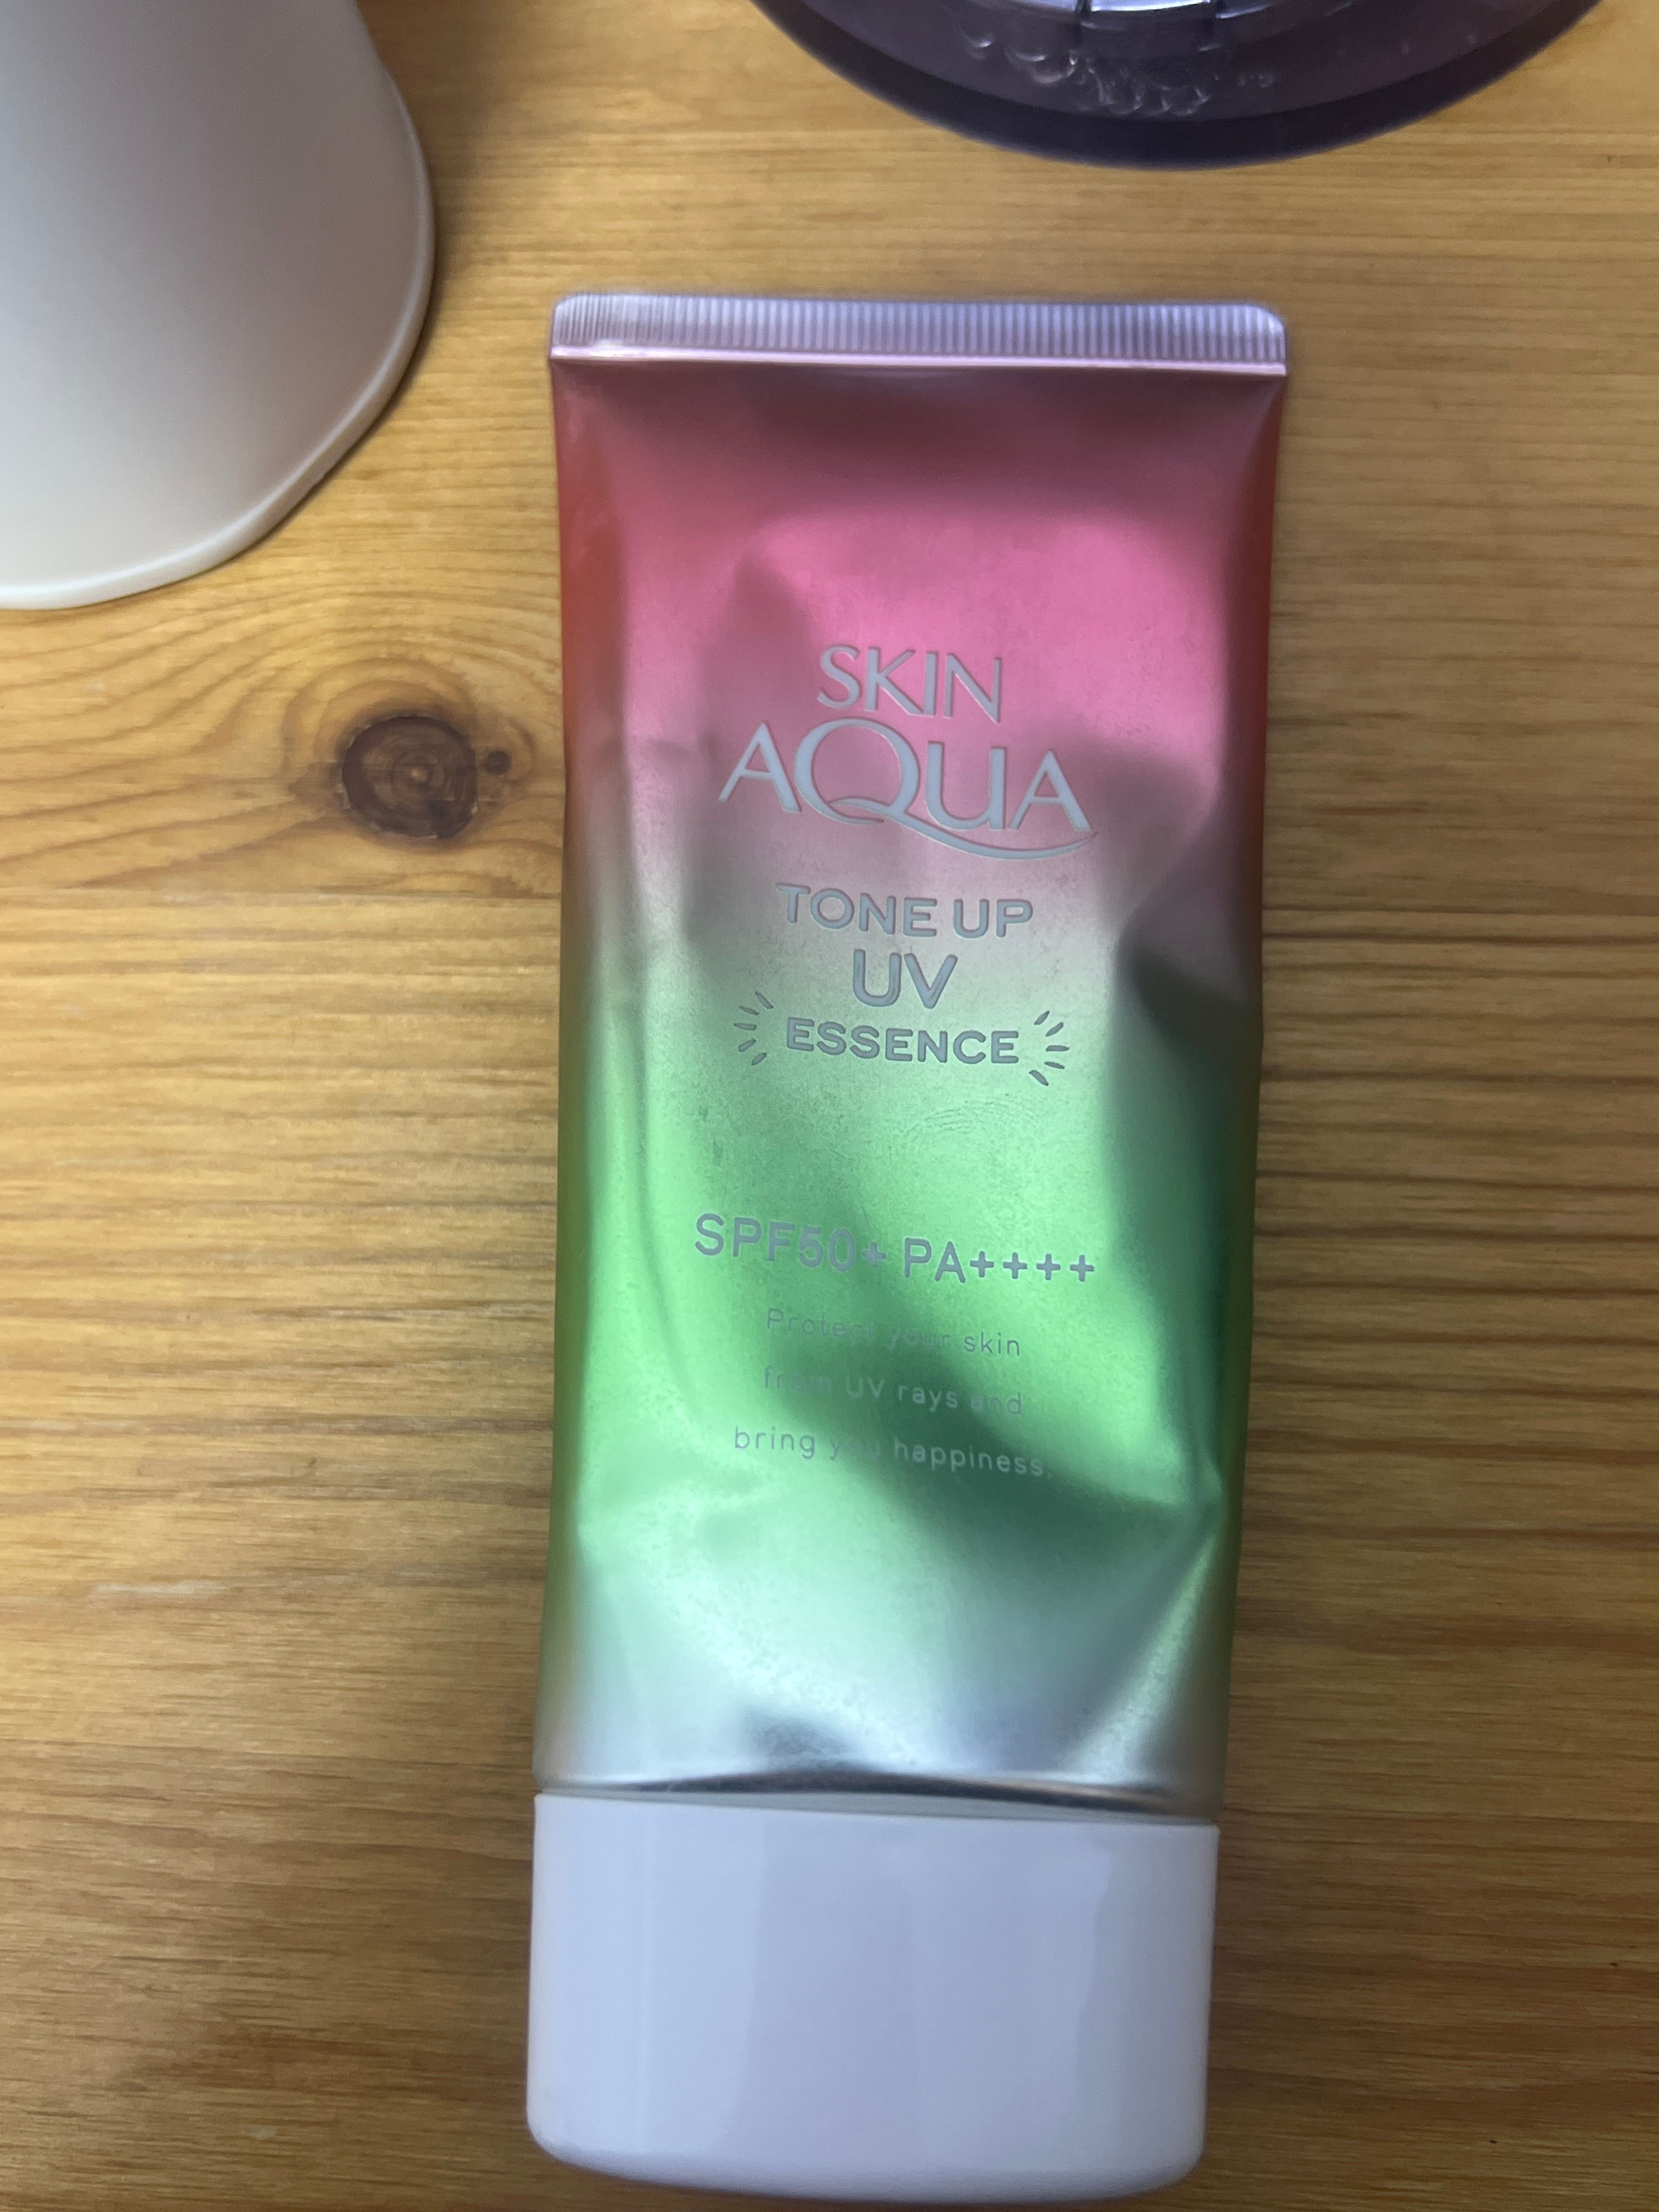 SKIN
AQUA
TONE UP
UV
ESSENCE
SPF50+ PA++++
Protect your skin
from UV rays and
bring you happiness.